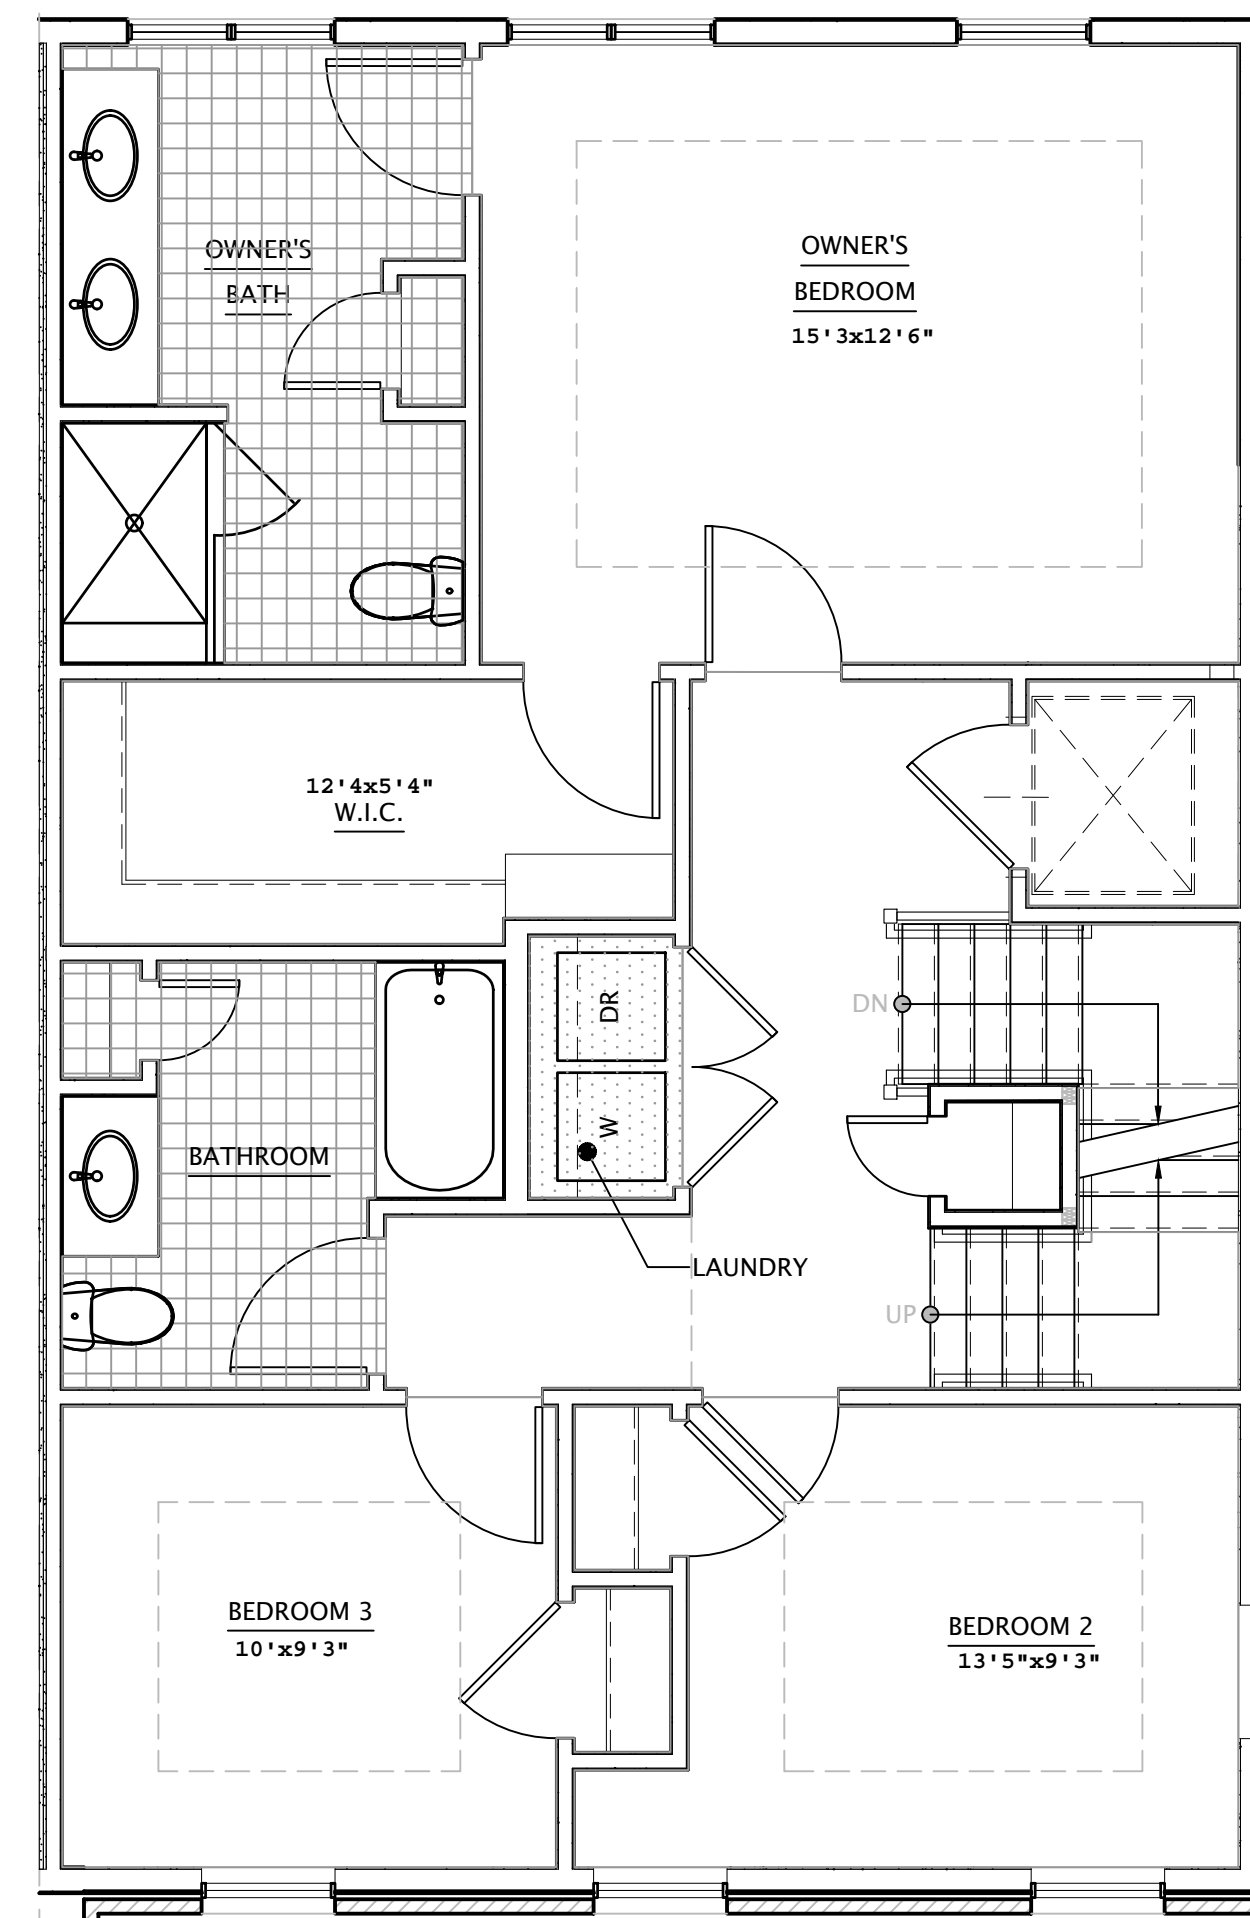 OWNER'S
BATH
OWNER'S
BEDROOM
15'3x12'6"
12'4x5'4"
W.I.C.
DR
W
DN
BATHROOM
LAUNDRY
UP
BEDROOM 3
10'x9'3"
BEDROOM 2
13'5"x9'3"